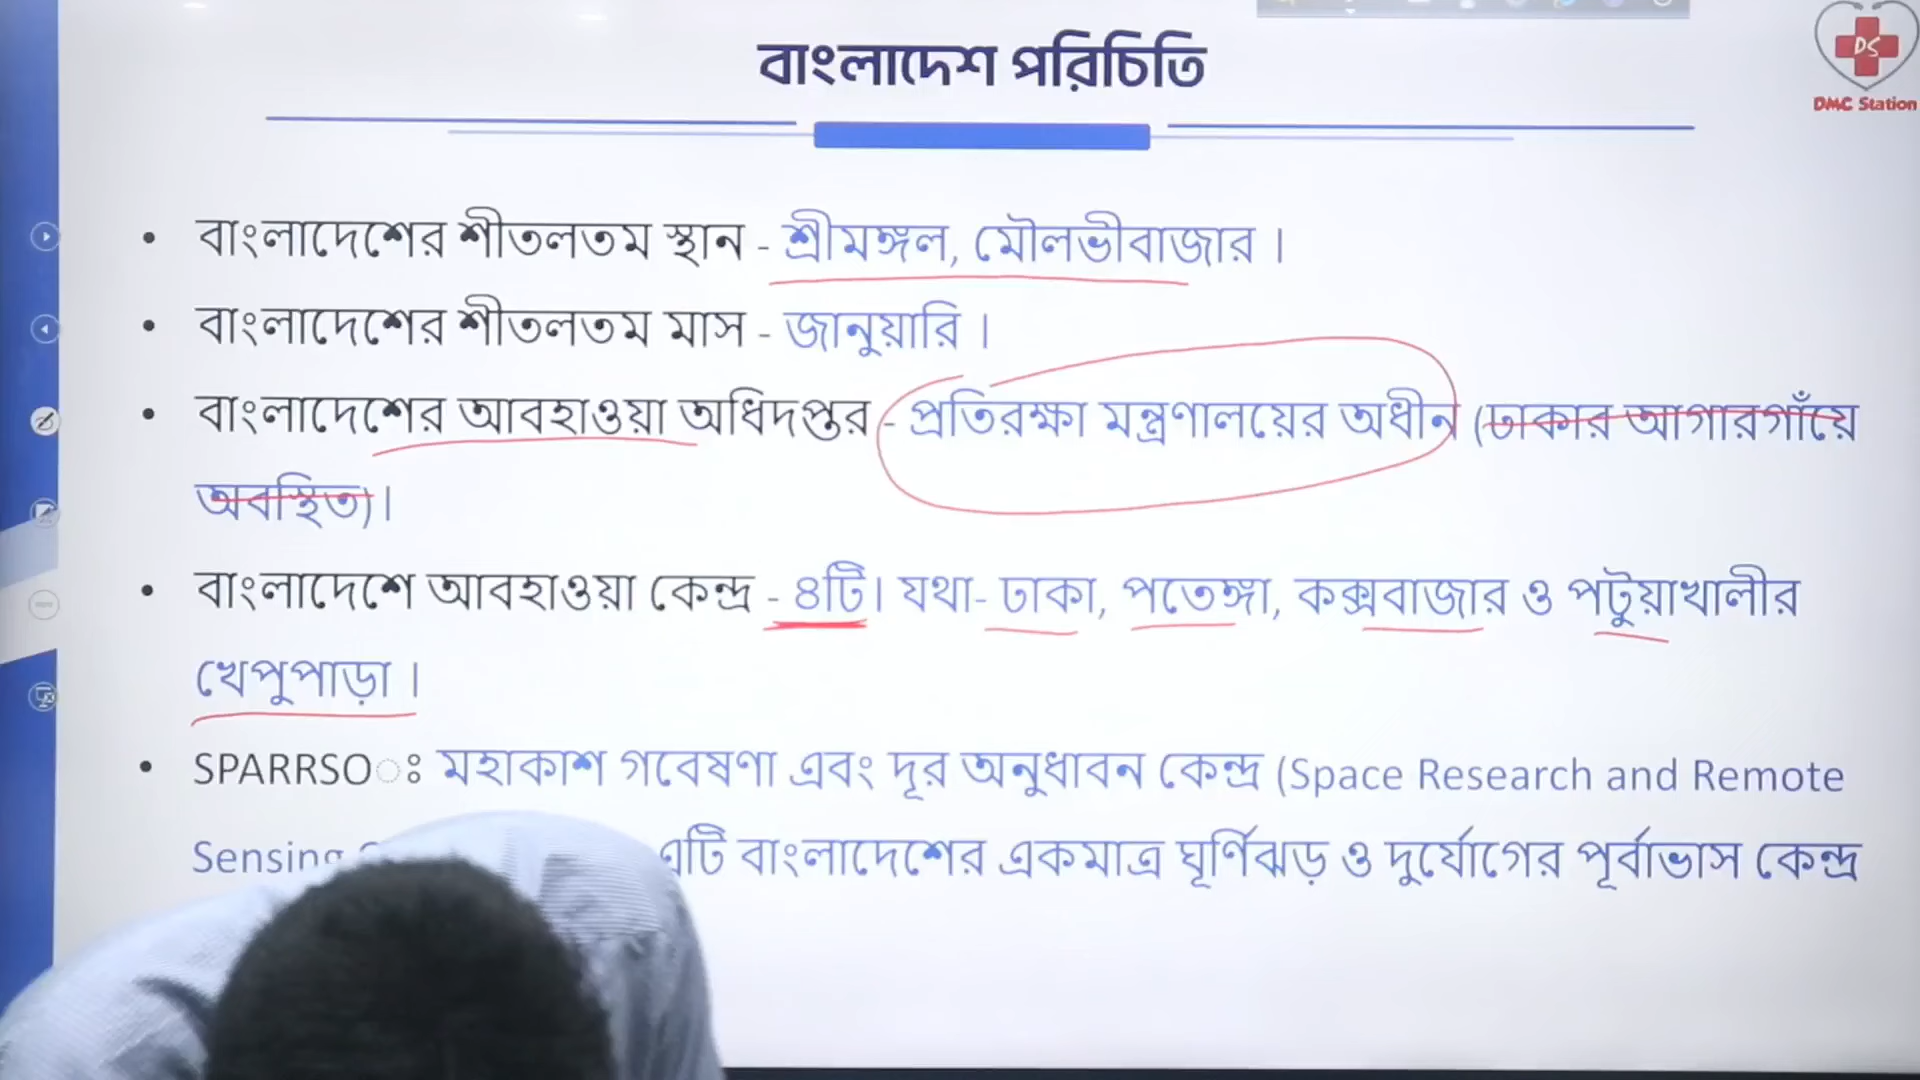 বাংলাদেশ পরিচিতি
DS
DMC Station
• বাংলাদেশের শীতলতম স্থান - শ্রীমঙ্গল, মৌলভীবাজার ।
• বাংলাদেশের শীতলতম মাস - জানুয়ারি ।
• বাংলাদেশের আবহাওয়া অধিদপ্তর - প্রতিরক্ষা মন্ত্রণালয়ের অধীন (ঢাকার আগারগাঁয়ে
অবস্থিত)।
• বাংলাদেশে আবহাওয়া কেন্দ্র - ৪টি। যথা- ঢাকা, পতেঙ্গা, কক্সবাজার ও পটুয়াখালীর
খেপুপাড়া ।
• SPARRSOঃ মহাকাশ গবেষণা এবং দূর অনুধাবন কেন্দ্র (Space Research and Remote
Sensing এটি বাংলাদেশের একমাত্র ঘূর্ণিঝড় ও দুর্যোগের পূর্বাভাস কেন্দ্র